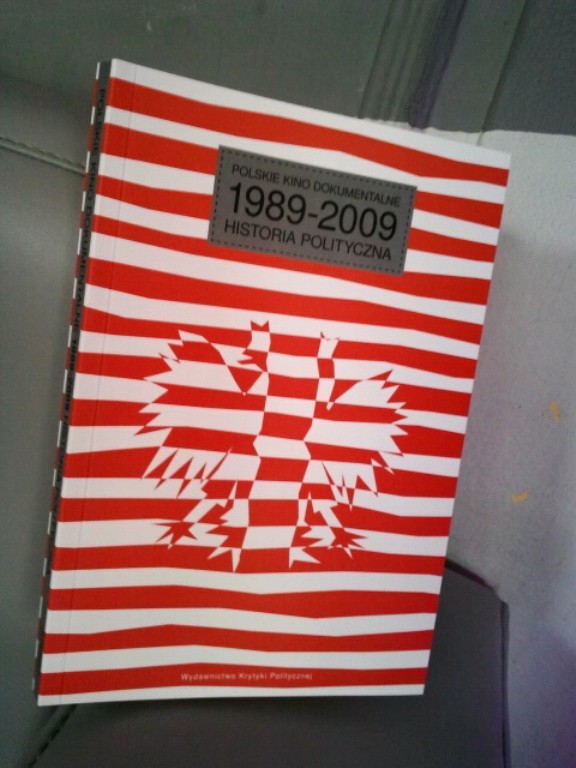 POLSKIE KINO DOKUMENTALNE
1989-2009
HISTORIA POLITYCZNA
Wydawnictwo Krytyki Politycznej